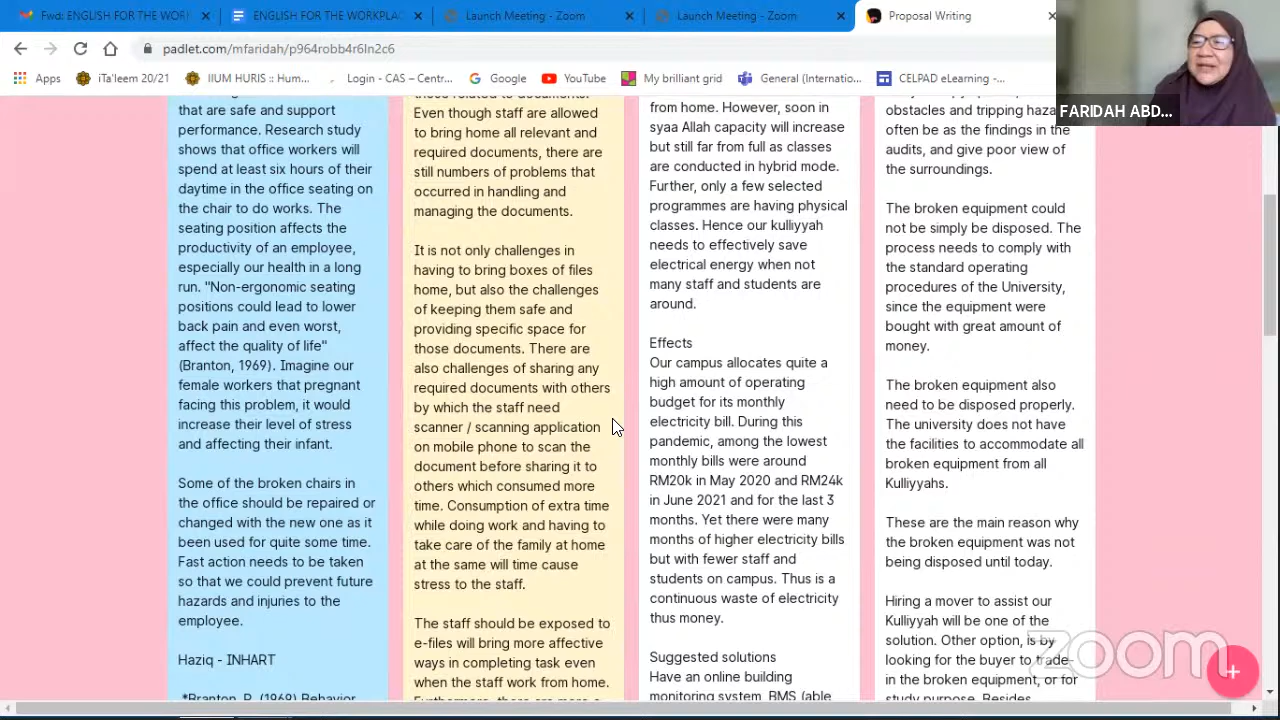 Fwd: ENGLISH FOR THE WOR
ENGLISH FOR THE WORKPLAC
Launch Meeting - Zoom
Launch Meeting - Zoom
Proposal Writing
padlet.com/mfaridah/p964robb4r6ln2c6
Apps
iTa'leem 20/21
IIUM HURIS :: Hum...
Login - CAS – Centr...
Google
YouTube
My brilliant grid
General (Internatio...
CELPAD eLearning -...
FARIDAH ABD...
that are safe and support
performance. Research study
shows that office workers will
spend at least six hours of their
daytime in the office seating on
the chair to do works. The
seating position affects the
productivity of an employee,
especially our health in a long
run. "Non-ergonomic seating
positions could lead to lower
back pain and even worst,
affect the quality of life"
(Branton, 1969). Imagine our
female workers that pregnant
facing this problem, it would
increase their level of stress
and affecting their infant.
Some of the broken chairs in
the office should be repaired or
changed with the new one as it
been used for quite some time.
Fast action needs to be taken
so that we could prevent future
hazards and injuries to the
employee.
Haziq - INHART
*Branton, P. (1969) Behavior
those related to documents.
Even though staff are allowed
to bring home all relevant and
required documents, there are
still numbers of problems that
occurred in handling and
managing the documents.
It is not only challenges in
having to bring boxes of files
home, but also the challenges
of keeping them safe and
providing specific space for
those documents. There are
also challenges of sharing any
required documents with others
by which the staff need
scanner / scanning application
on mobile phone to scan the
document before sharing it to
others which consumed more
time. Consumption of extra time
while doing work and having to
take care of the family at home
at the same will time cause
stress to the staff.
The staff should be exposed to
e-files will bring more affective
ways in completing task even
when the staff work from home.
Furthermore, there are more
from home. However, soon in
syaa Allah capacity will increase
but still far from full as classes
are conducted in hybrid mode.
Further, only a few selected
programmes are having physical
classes. Hence our kulliyyah
needs to effectively save
electrical energy when not
many staff and students are
around.
Effects
Our campus allocates quite a
high amount of operating
budget for its monthly
electricity bill. During this
pandemic, among the lowest
monthly bills were around
RM20k in May 2020 and RM24k
in June 2021 and for the last 3
months. Yet there were many
months of higher electricity bills
but with fewer staff and
students on campus. Thus is a
continuous waste of electricity
thus money.
Suggested solutions
Have an online building
monitoring system, BMS (able
obstacles and tripping haza
often be as the findings in the
audits, and give poor view of
the surroundings.
The broken equipment could
not be simply be disposed. The
process needs to comply with
the standard operating
procedures of the University,
since the equipment were
bought with great amount of
money.
The broken equipment also
need to be disposed properly.
The university does not have
the facilities to accommodate all
broken equipment from all
Kulliyyahs.
These are the main reason why
the broken equipment was not
being disposed until today.
Hiring a mover to assist our
Kulliyyah will be one of the
solution. Other option, is by
looking for the buyer to trade-
in the broken equipment, or for
study purpose. Besides
zoom